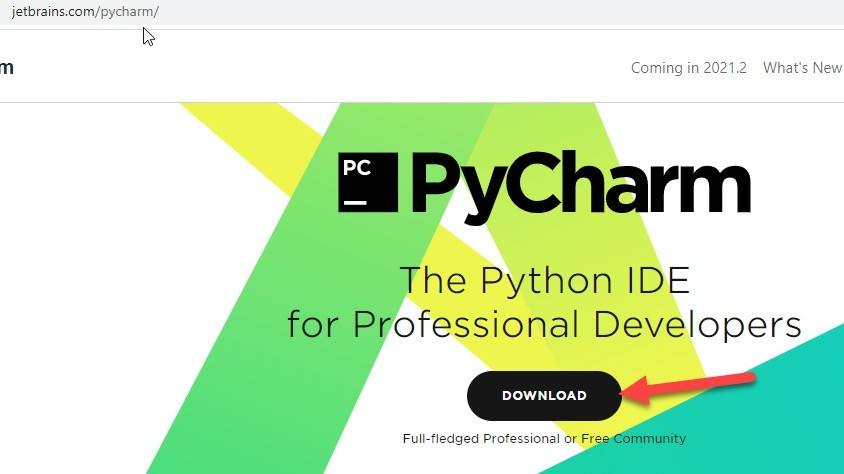 jetbrains.com/pycharm/
m
Coming in 2021.2 What's New
PC
PyCharm
The Python IDE
for Professional Developers
DOWNLOAD
Full-fledged Professional or Free Community